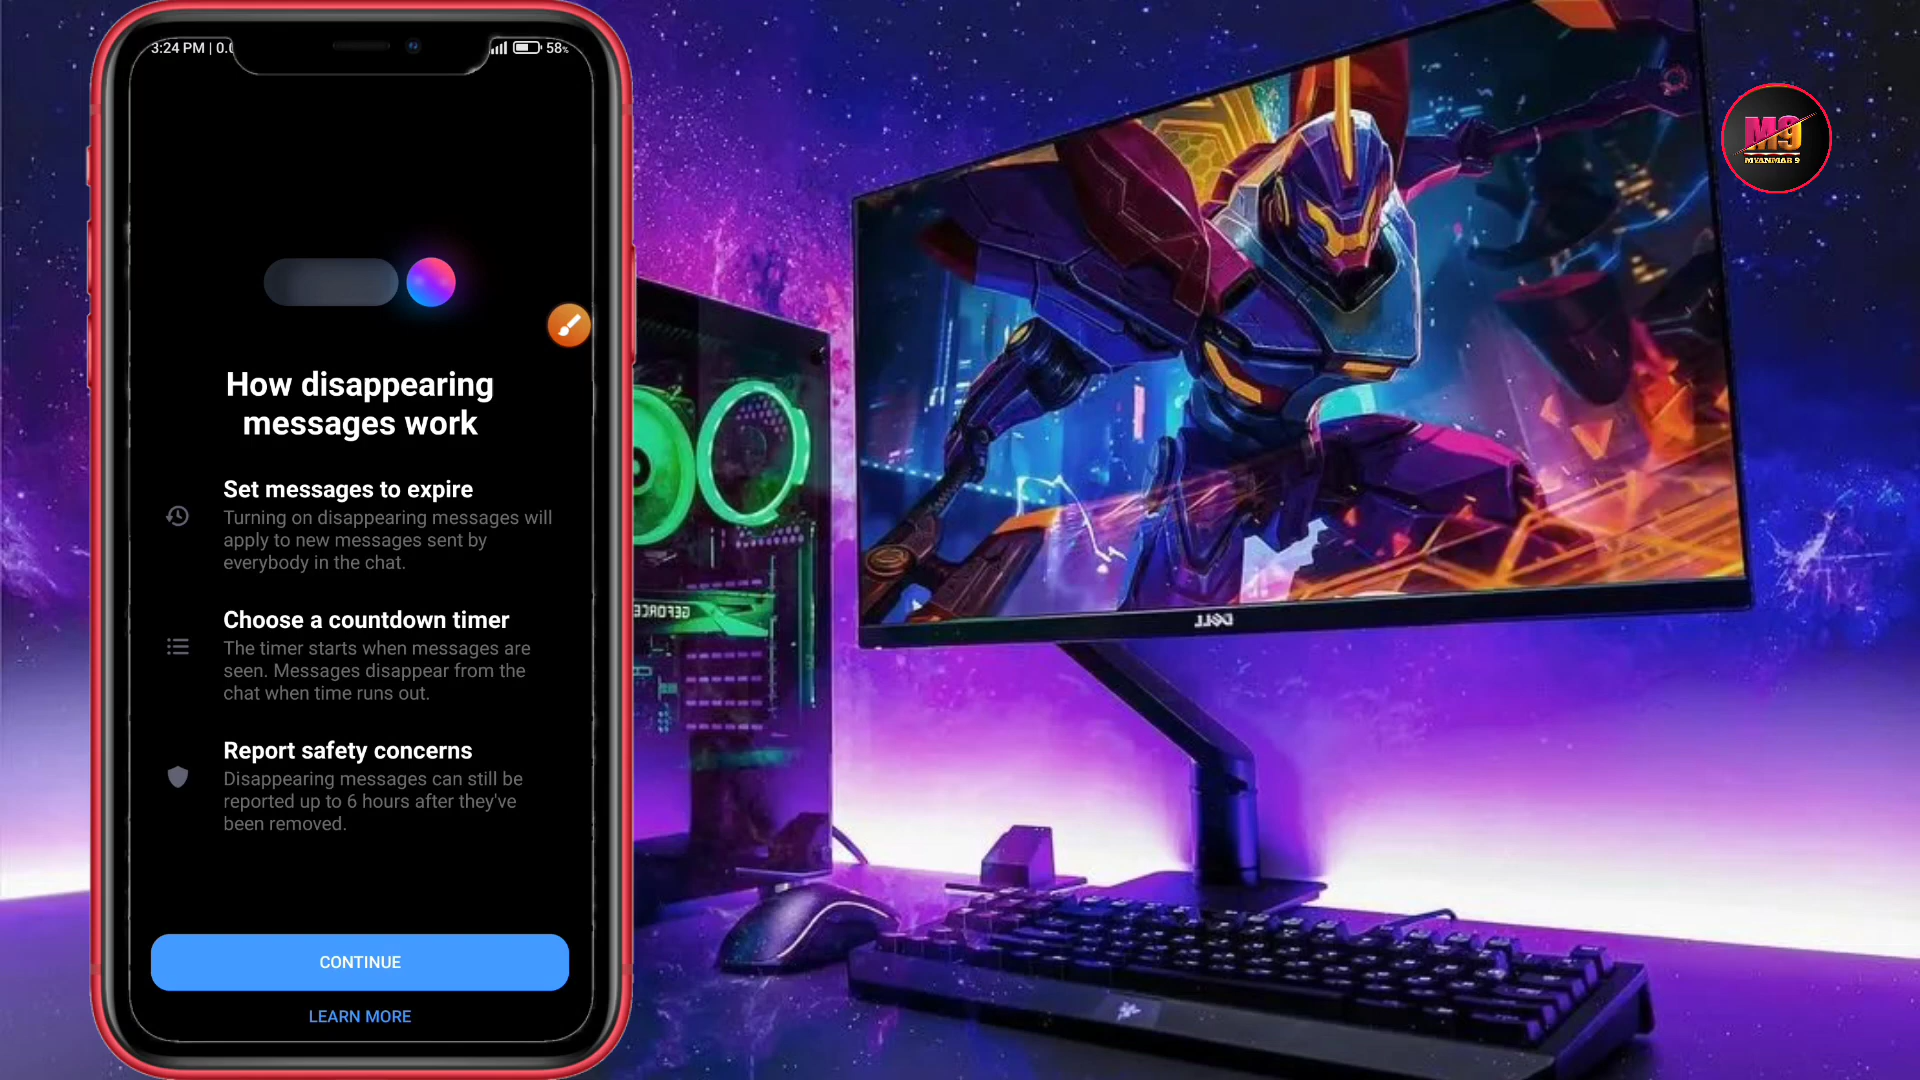 3:24 PM | 0.0
58%
How disappearing
messages work
Set messages to expire
Turning on disappearing messages will
apply to new messages sent by
everybody in the chat.
Choose a countdown timer
The timer starts when messages are
seen. Messages disappear from the
chat when time runs out.
Report safety concerns
Disappearing messages can still be
reported up to 6 hours after they've
been removed.
CONTINUE
LEARN MORE
GEFORCE
DELL
M9
MYANMAR 9